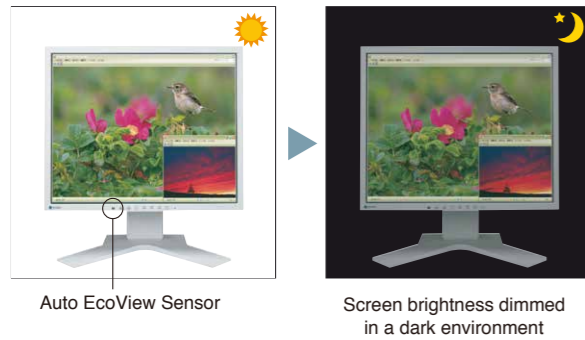 Auto EcoView Sensor
Screen brightness dimmed
in a dark environment